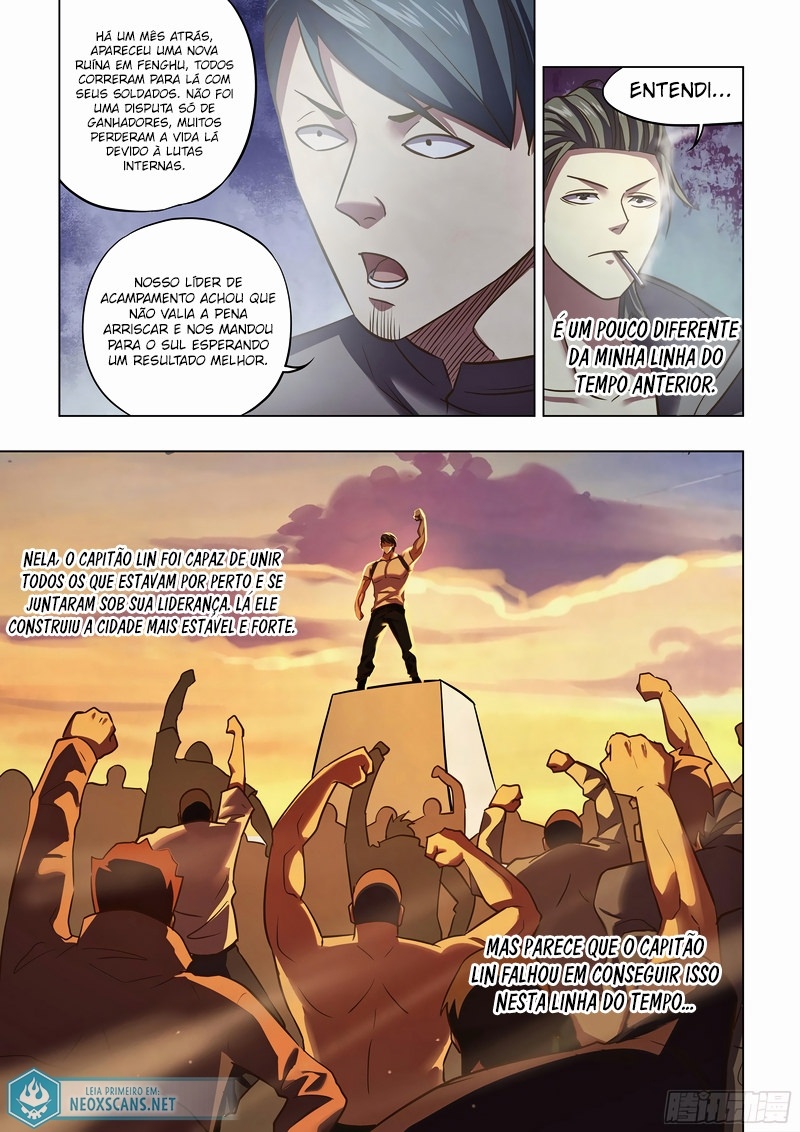 HÁ UM MÊS ATRÁS,
APARECEU UMA NOVA
RUÍNA EM FENGHU, TODOS
CORRERAM PARA LÁ COM
SEUS SOLDADOS. NÃO FOI
UMA DISPUTA SÓ DE
GANHADORES, MUITOS
PERDERAM A VIDA LÁ
DEVIDO À LUTAS
INTERNAS.
NOSSO LÍDER DE
ACAMPAMENTO ACHOU QUE
NÃO VALIA A PENA
ARRISCAR E NOS MANDOU
PARA O SUL ESPERANDO
UM RESULTADO MELHOR.
ENTENDI...
É UM POUCO DIFERENTE
DA MINHA LINHA DO
TEMPO ANTERIOR.
NELA, O CAPITÃO LIN FOI CAPAZ DE UNIR
TODOS OS QUE ESTAVAM POR PERTO E SE
JUNTARAM SOB SUA LIDERANÇA. LÁ ELE
CONSTRUIU A CIDADE MAIS ESTÁVEL E FORTE.
MAS PARECE QUE O CAPITÃO
LIN FALHOU EM CONSEGUIR ISSO
NESTA LINHA DO TEMPO...
LEIA PRIMEIRO EM:
NEOXSCANS.NET
腾讯动漫